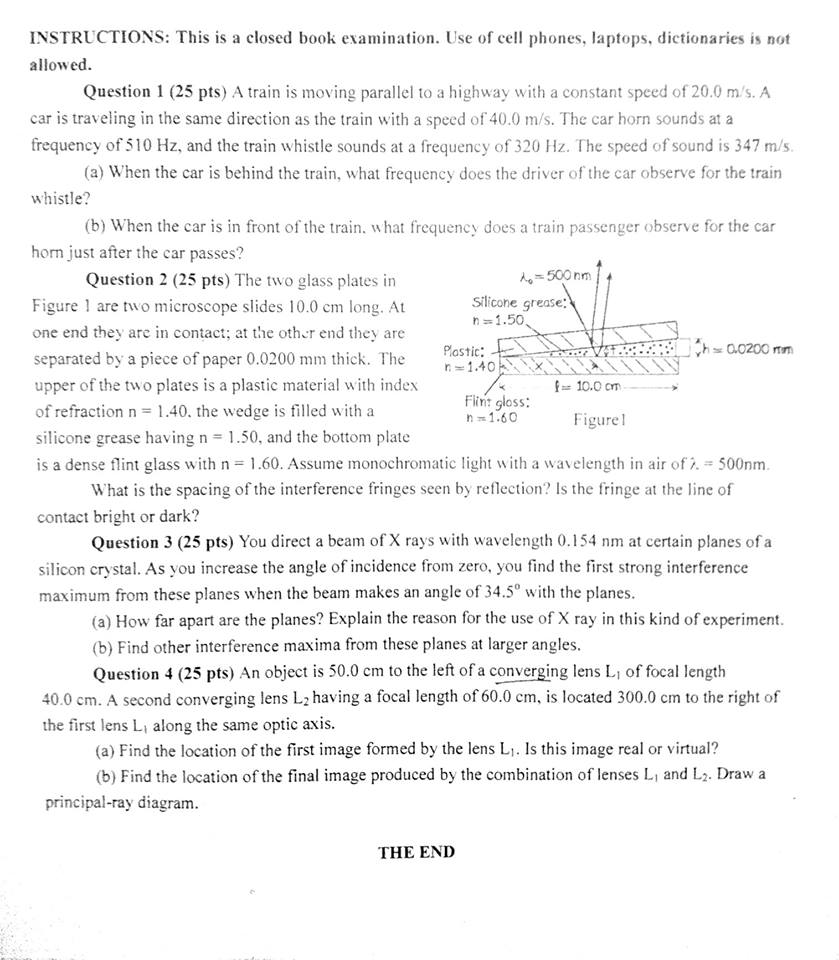 INSTRUCTIONS: This is a closed book examination. Use of cell phones, laptops, dictionaries is not
allowed.
Question 1 (25 pts) A train is moving parallel to a highway with a constant speed of 20.0 m/s. A
car is traveling in the same direction as the train with a speed of 40.0 m/s. The car horn sounds at a
frequency of 510 Hz, and the train whistle sounds at a frequency of 320 Hz. The speed of sound is 347 m/s.
(a) When the car is behind the train, what frequency does the driver of the car observe for the train
whistle?
(b) When the car is in front of the train, what frequency does a train passenger observe for the car
horn just after the car passes?
Question 2 (25 pts) The two glass plates in
Figure 1 are two microscope slides 10.0 cm long. At
one end they are in contact; at the other end they are
separated by a piece of paper 0.0200 mm thick. The
upper of the two plates is a plastic material with index
of refraction n = 1.40, the wedge is filled with a
silicone grease having n = 1.50, and the bottom plate
λ₀ = 500 nm
Silicone grease:
n = 1.50
Plastic:
n = 1.40
h = 0.0200 mm
l = 10.0 cm
Flint glass:
n = 1.60
Figure 1
is a dense flint glass with n = 1.60. Assume monochromatic light with a wavelength in air of λ = 500nm.
What is the spacing of the interference fringes seen by reflection? Is the fringe at the line of
contact bright or dark?
Question 3 (25 pts) You direct a beam of X rays with wavelength 0.154 nm at certain planes of a
silicon crystal. As you increase the angle of incidence from zero, you find the first strong interference
maximum from these planes when the beam makes an angle of 34.5° with the planes.
(a) How far apart are the planes? Explain the reason for the use of X ray in this kind of experiment.
(b) Find other interference maxima from these planes at larger angles.
Question 4 (25 pts) An object is 50.0 cm to the left of a converging lens L₁ of focal length
40.0 cm. A second converging lens L₂ having a focal length of 60.0 cm, is located 300.0 cm to the right of
the first lens L₁ along the same optic axis.
(a) Find the location of the first image formed by the lens L₁. Is this image real or virtual?
(b) Find the location of the final image produced by the combination of lenses L₁ and L₂. Draw a
principal-ray diagram.
THE END